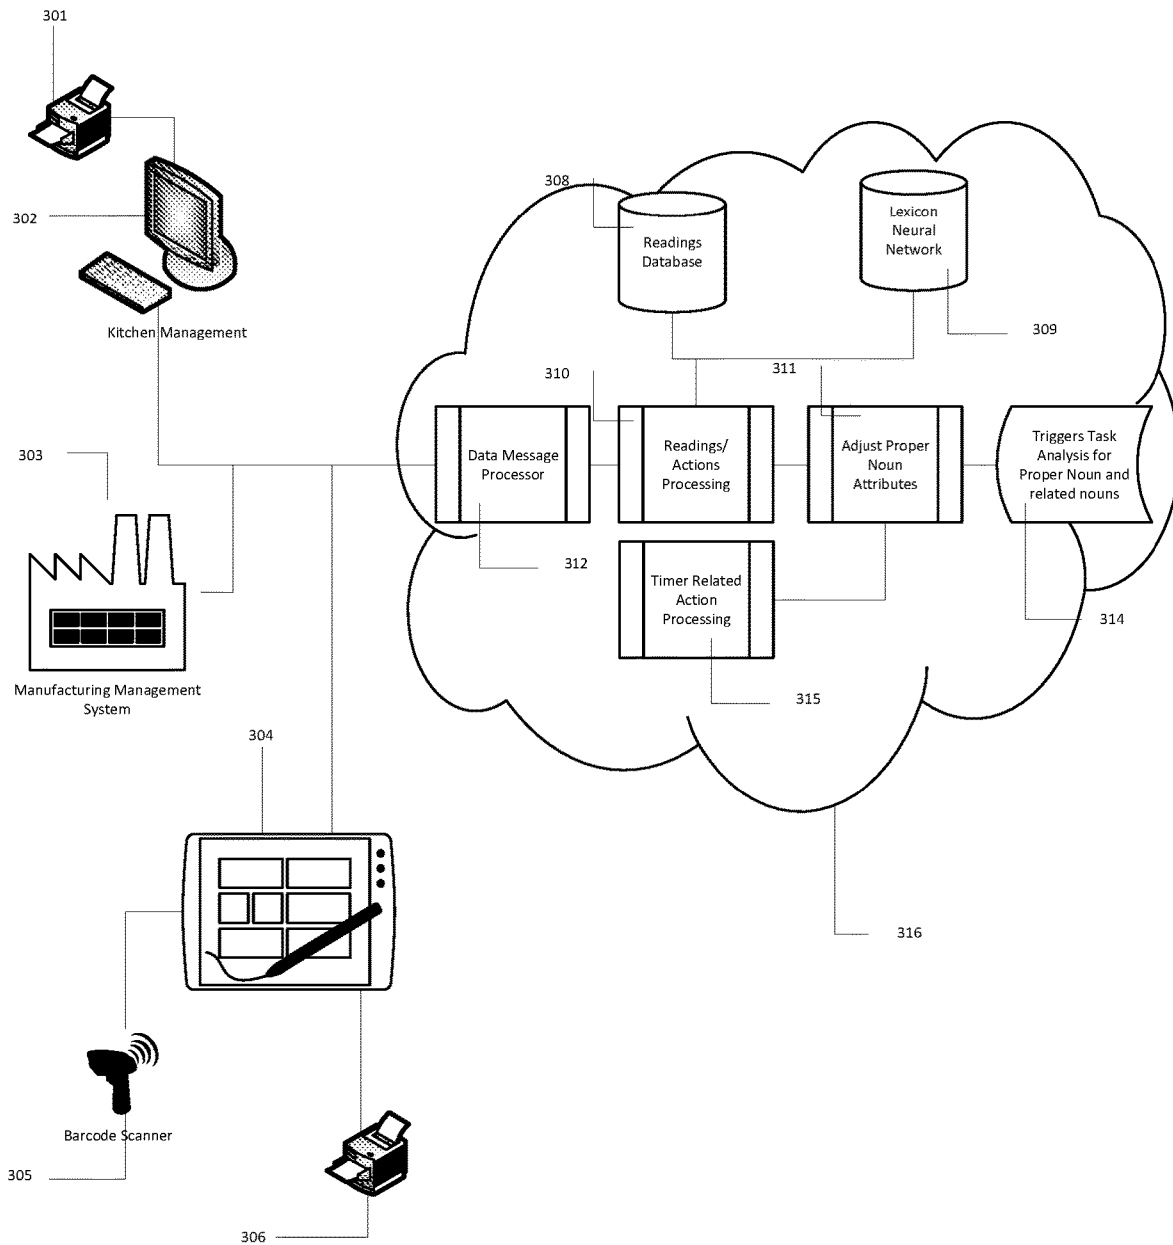 301
302
Kitchen Management
303
Manufacturing Management
System
304
Barcode Scanner
305
306
308
Readings
Database
Lexicon
Neural
Network
309
310
311
Data Message
Processor
Readings/
Actions
Processing
Adjust Proper
Noun
Attributes
Triggers Task
Analysis for
Proper Noun and
related nouns
312
Timer Related
Action
Processing
314
315
316